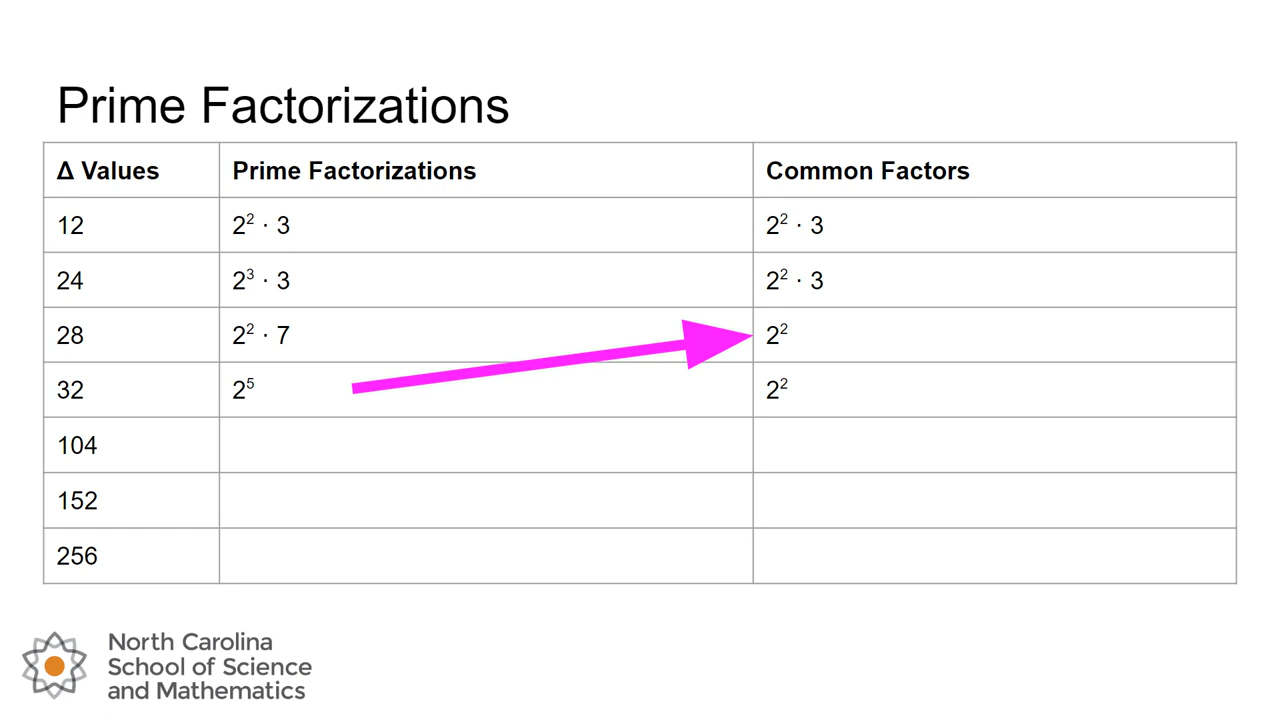 Prime Factorizations
Δ Values Prime Factorizations Common Factors
12 2² · 3 2² · 3
24 2³ · 3 2² · 3
28 2² · 7 2²
32 2⁵ 2²
104
152
256
North Carolina
School of Science
and Mathematics